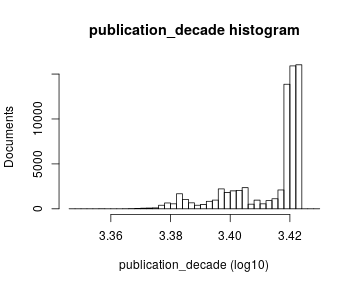 publication_decade histogram
Documents
10000
5000
0
3.36 3.38 3.40 3.42
publication_decade (log10)